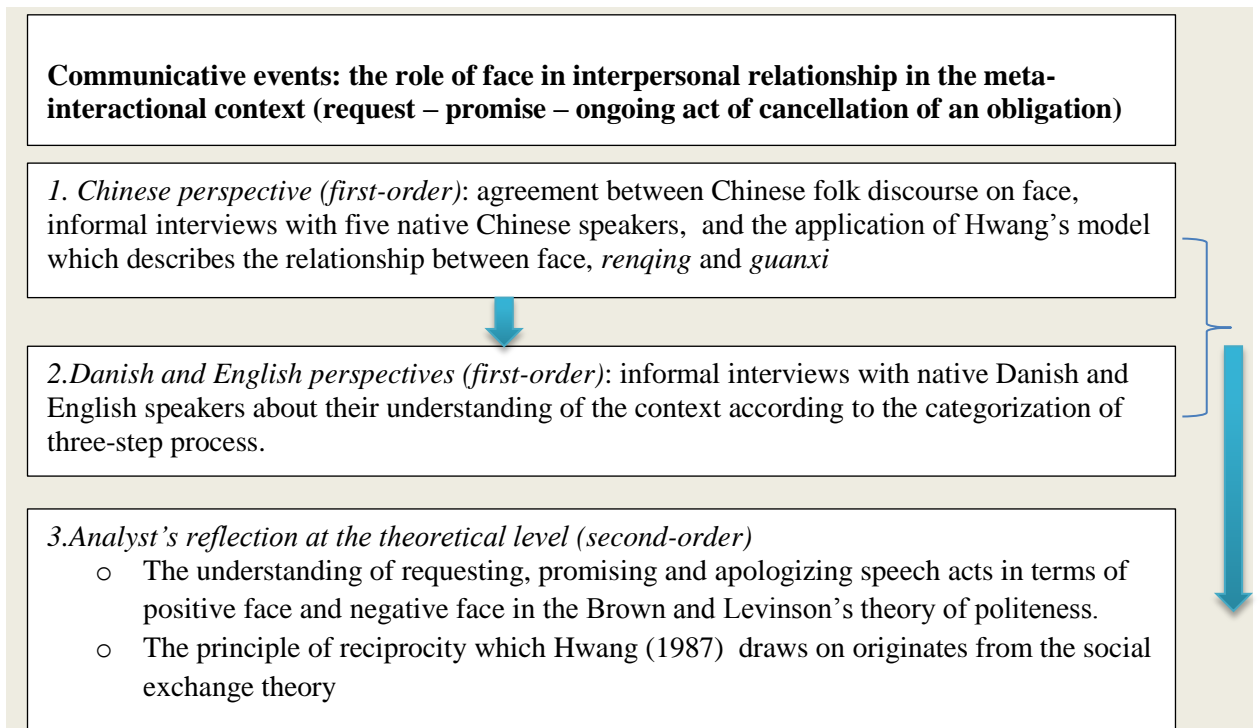 Communicative events: the role of face in interpersonal relationship in the meta-
interactional context (request – promise – ongoing act of cancellation of an obligation)
1. Chinese perspective (first-order): agreement between Chinese folk discourse on face,
informal interviews with five native Chinese speakers,  and the application of Hwang’s model
which describes the relationship between face, renqing and guanxi
2.Danish and English perspectives (first-order): informal interviews with native Danish and
English speakers about their understanding of the context according to the categorization of
three-step process.
3.Analyst’s reflection at the theoretical level (second-order)
o The understanding of requesting, promising and apologizing speech acts in terms of
positive face and negative face in the Brown and Levinson’s theory of politeness.
o The principle of reciprocity which Hwang (1987)  draws on originates from the social
exchange theory